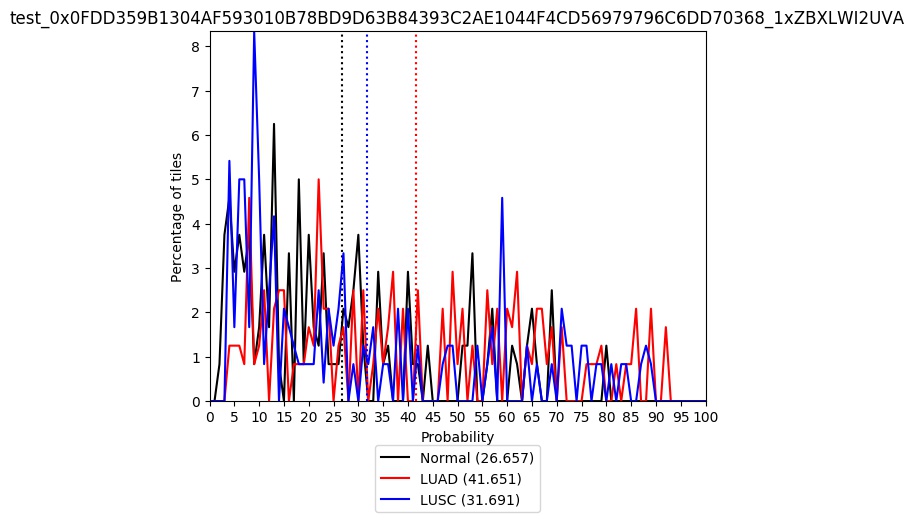 test_0x0FDD359B1304AF593010B78BD9D63B84393C2AE1044F4CD56979796C6DD70368_1xZBXLWI2UVA
8
7
6
5
4
3
2
1
0
Percentage of tiles
0 5 10 15 20 25 30 35 40 45 50 55 60 65 70 75 80 85 90 95 100
Probability
Normal (26.657)
LUAD (41.651)
LUSC (31.691)